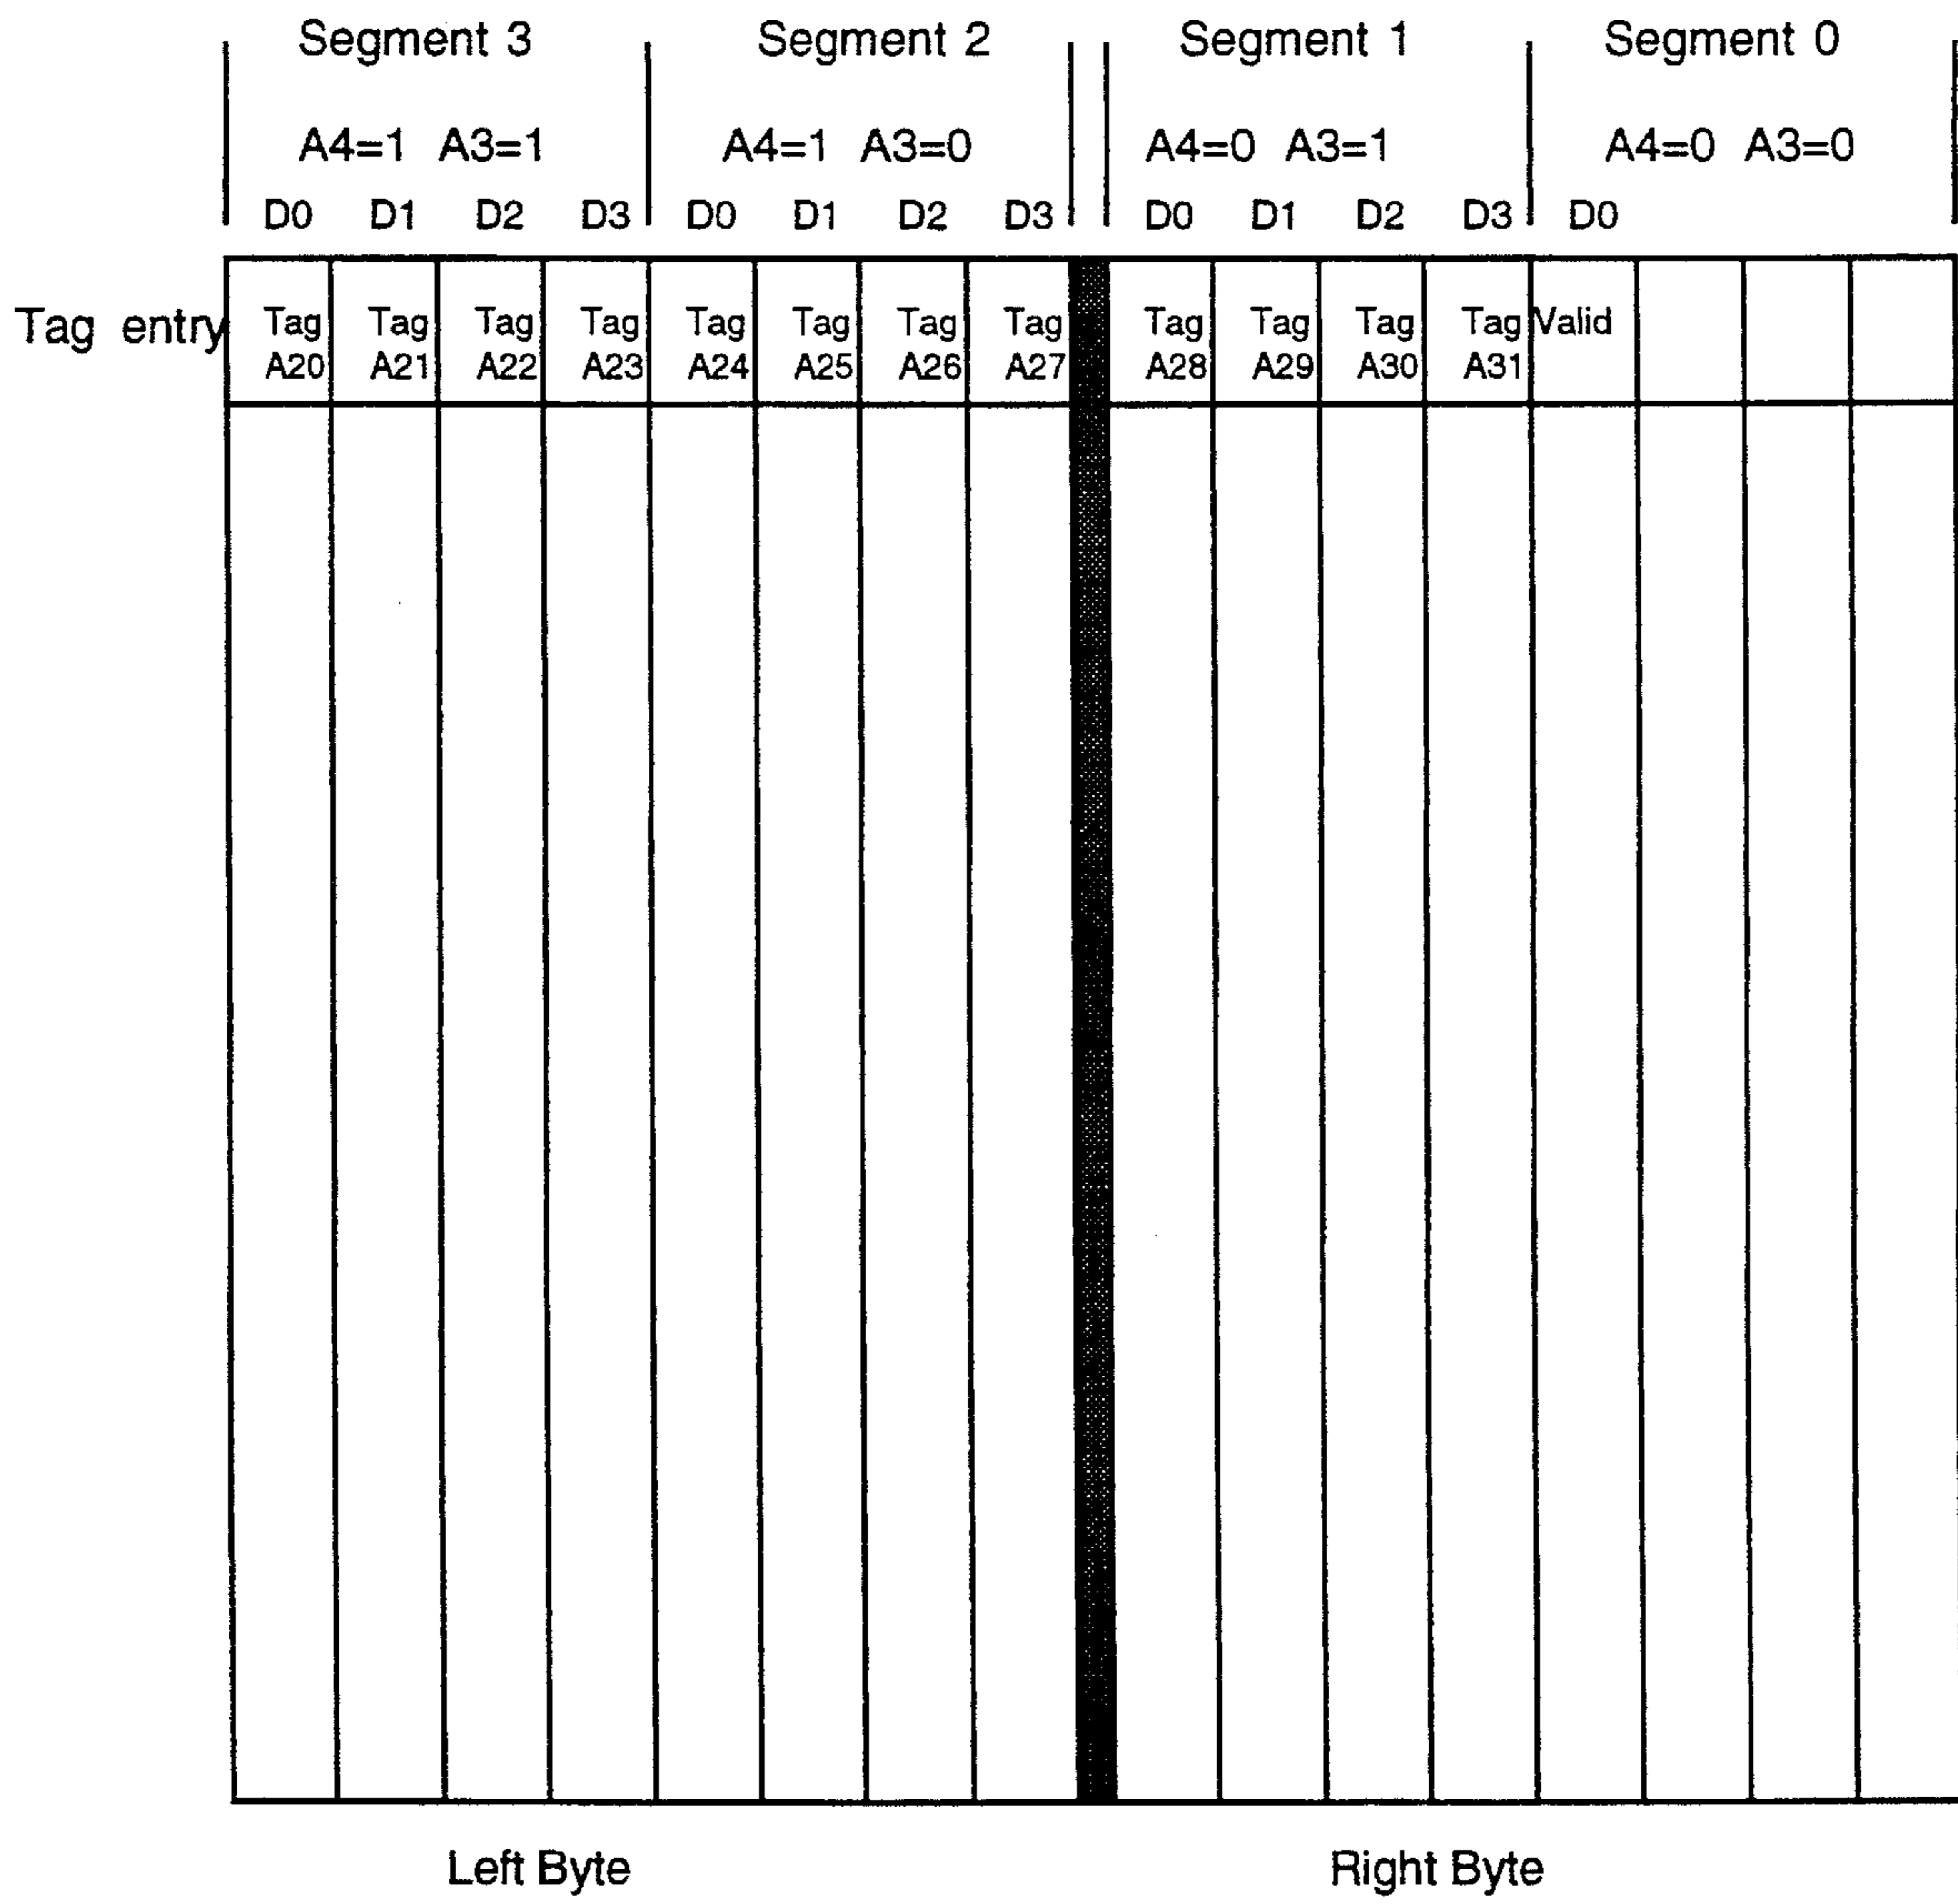 Segment 3 Segment 2 Segment 1 Segment 0
A4=1 A3=1 A4=1 A3=0 A4=0 A3=1 A4=0 A3=0
D0 D1 D2 D3 D0 D1 D2 D3 D0 D1 D2 D3 D0
Tag entry Tag Tag Tag Tag Tag Tag Tag Tag Tag Tag Tag Tag Valid
A20 A21 A22 A23 A24 A25 A26 A27 A28 A29 A30 A31
Left Byte Right Byte